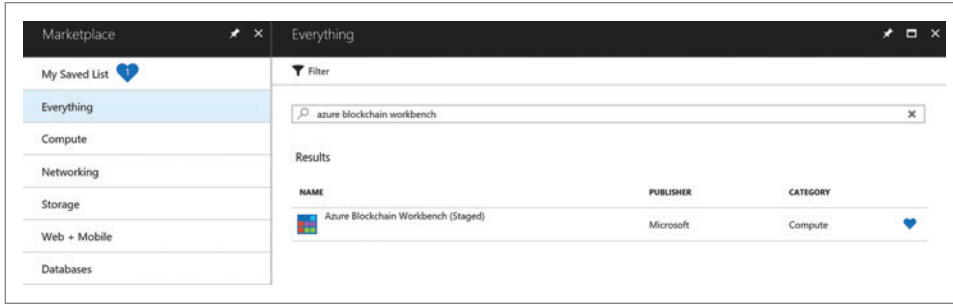 Marketplace
Everything
My Saved List 1
Filter
Everything
azure blockchain workbench
Compute
Results
Networking
NAME PUBLISHER CATEGORY
Storage
Azure Blockchain Workbench (Staged) Microsoft Compute
Web + Mobile
Databases